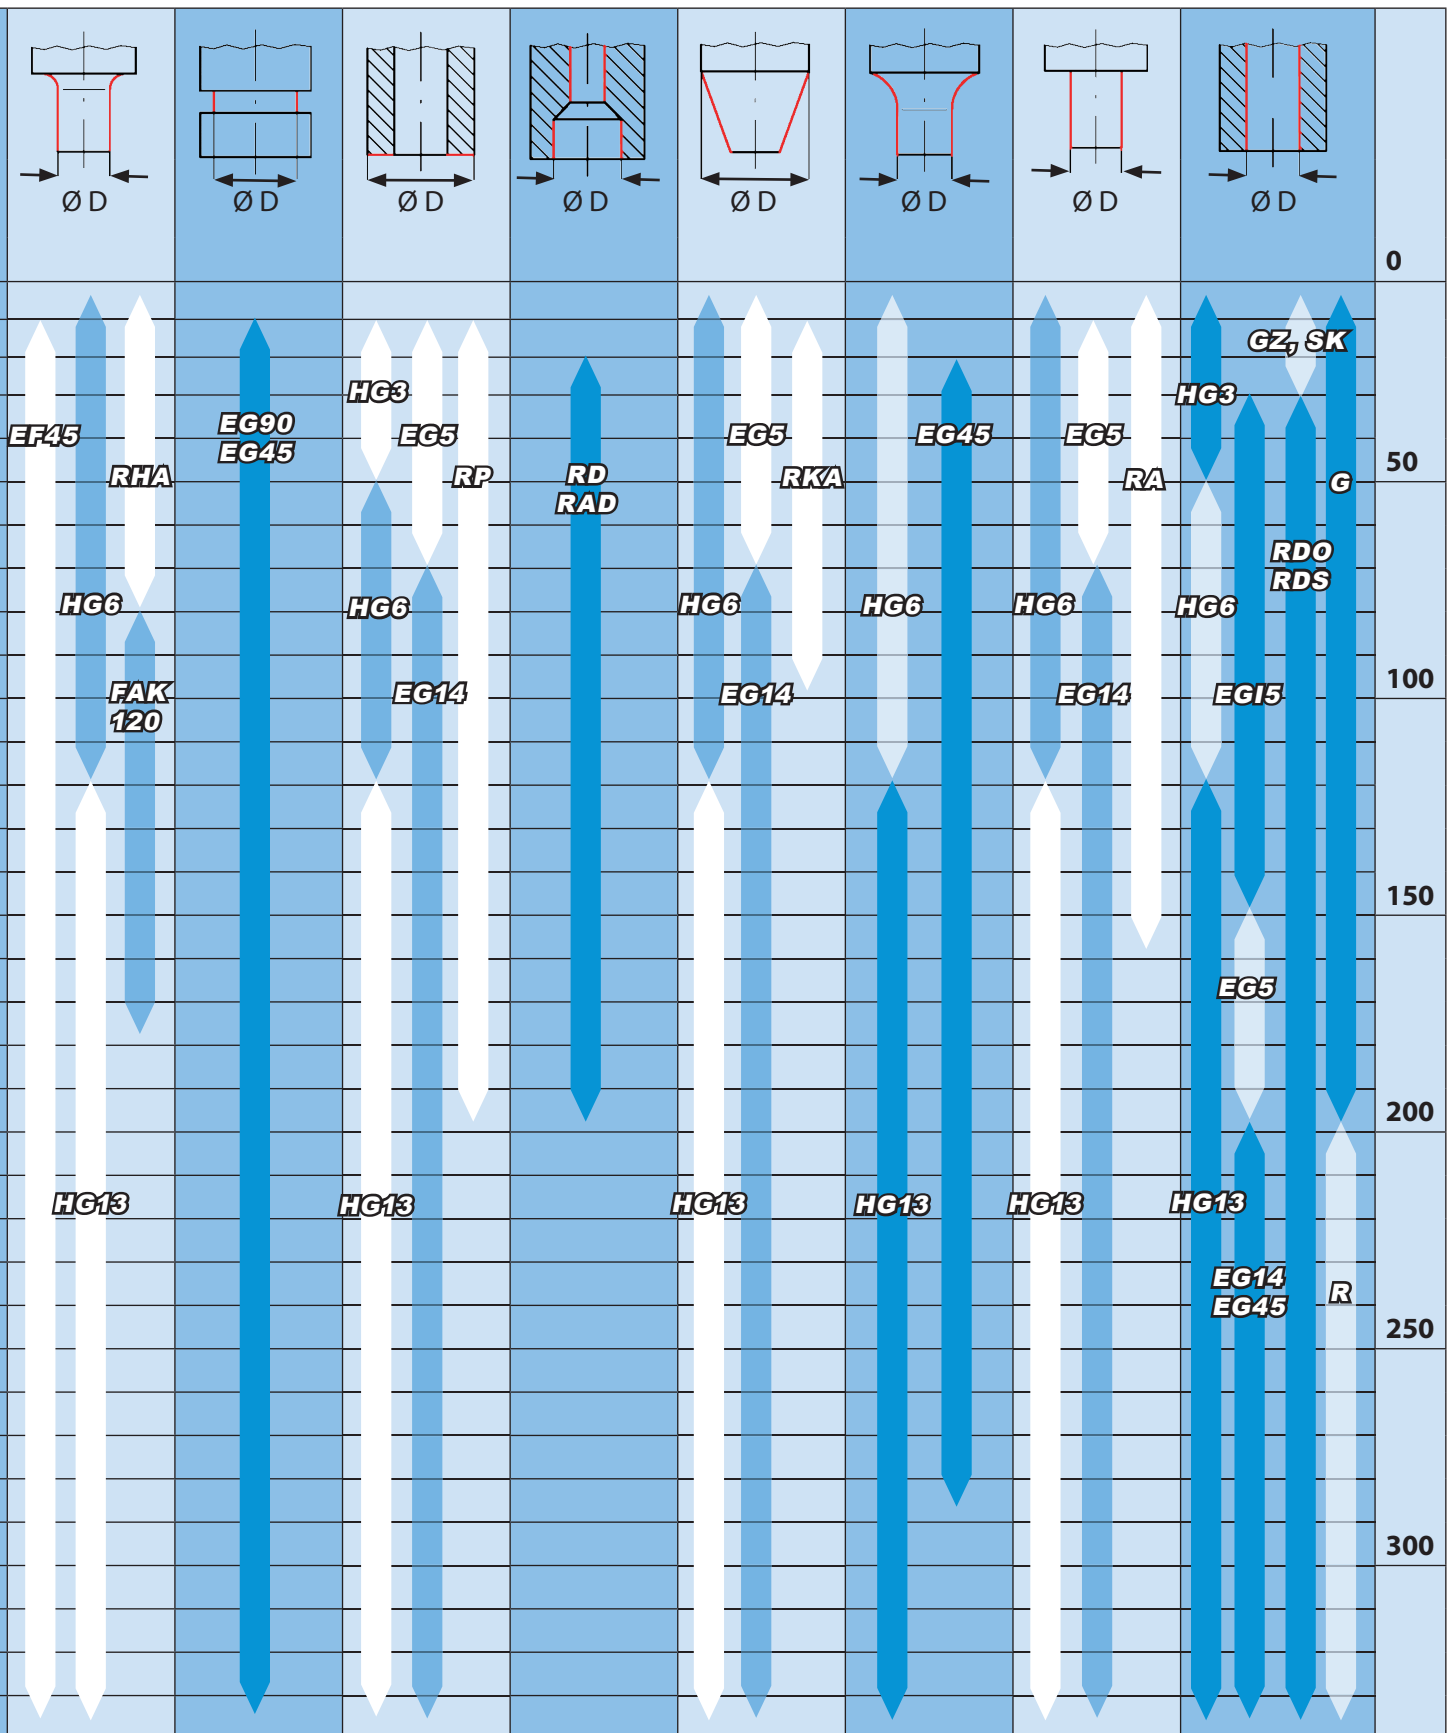 Ø D
Ø D
Ø D
Ø D
Ø D
Ø D
Ø D
Ø D
0
GZ, SK
HG3
HG3
EG90
EF45
EG5
EG5
EG45
EG5
EG45
50
RHA
RP
RD
RKA
RA
G
RAD
RDO
RDS
HG6
HG6
HG6
HG6
HG6
HG6
100
FAK
120
EG14
EG14
EG14
EGI5
150
EG5
200
HG13
HG13
HG13
HG13
HG13
HG13
EG14
EG45
R
250
300